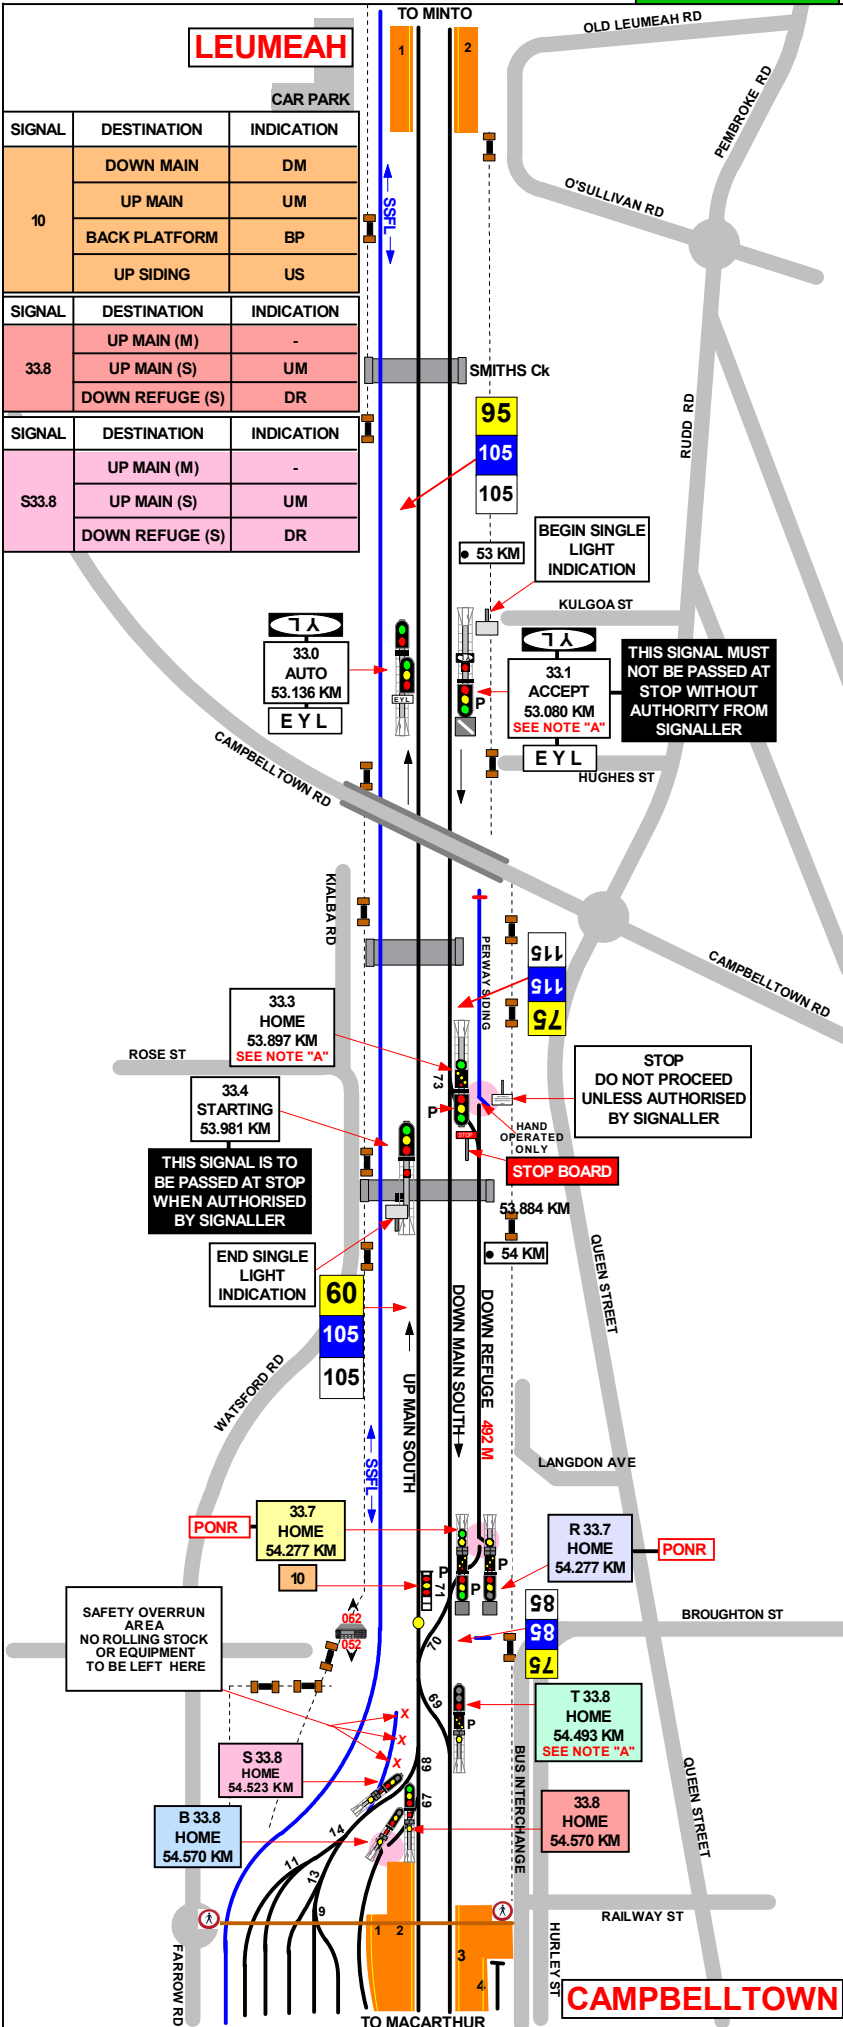 TO MINTO
LEUMEAH
1
2
OLD LEUMEAH RD
PEMBROKE RD
CAR PARK
SIGNAL DESTINATION INDICATION
10
DOWN MAIN DM
UP MAIN UM
BACK PLATFORM BP
UP SIDING US
SIGNAL DESTINATION INDICATION
33.8
UP MAIN (M) -
UP MAIN (S) UM
DOWN REFUGE (S) DR
SIGNAL DESTINATION INDICATION
S33.8
UP MAIN (M) -
UP MAIN (S) UM
DOWN REFUGE (S) DR
SSFL
O'SULLIVAN RD
SMITHS Ck
RUDD RD
95
105
105
53 KM
BEGIN SINGLE
LIGHT
INDICATION
KULGOA ST
YL
33.0
AUTO
53.136 KM
EYL
EYL
YL
33.1
ACCEPT
53.080 KM
SEE NOTE "A"
EYL
P
THIS SIGNAL MUST
NOT BE PASSED AT
STOP WITHOUT
AUTHORITY FROM
SIGNALLER
HUGHES ST
CAMPBELLTOWN RD
KIALBA RD
PERWAY SIDING
115
115
75
CAMPBELLTOWN RD
33.3
HOME
53.897 KM
SEE NOTE "A"
ROSE ST
73
P
STOP
DO NOT PROCEED
UNLESS AUTHORISED
BY SIGNALLER
33.4
STARTING
53.981 KM
HAND
OPERATED
ONLY
STOP
STOP BOARD
THIS SIGNAL IS TO
BE PASSED AT STOP
WHEN AUTHORISED
BY SIGNALLER
53.884 KM
54 KM
END SINGLE
LIGHT
INDICATION
60
105
105
QUEEN STREET
WATSFORD RD
UP MAIN SOUTH
DOWN MAIN SOUTH
DOWN REFUGE 492 M
SSFL
LANGDON AVE
PONR
33.7
HOME
54.277 KM
R 33.7
HOME
54.277 KM
PONR
P
P
P
10
71
70
69
SAFETY OVERRUN
AREA
NO ROLLING STOCK
OR EQUIPMENT
TO BE LEFT HERE
052
052
85
85
75
BROUGHTON ST
T 33.8
HOME
54.493 KM
SEE NOTE "A"
P
X
X
X
S 33.8
HOME
54.523 KM
68
67
BUS INTERCHANGE
QUEEN STREET
B 33.8
HOME
54.570 KM
33.8
HOME
54.570 KM
14
11
13
9
RAILWAY ST
1
2
3
4
FARROW RD
HURLEY ST
CAMPBELLTOWN
TO MACARTHUR